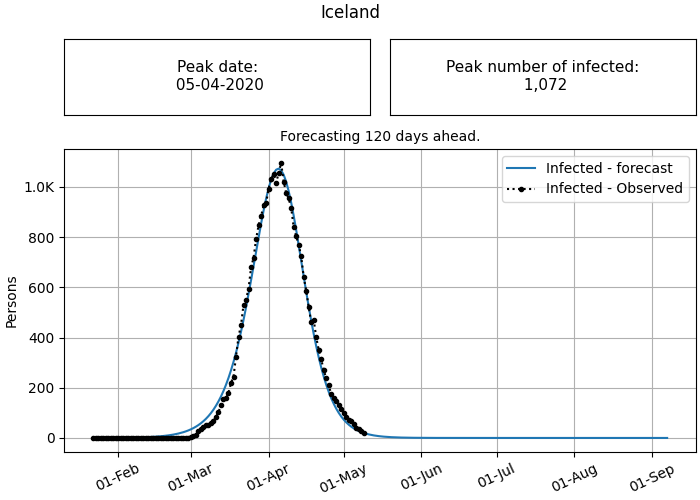 Iceland
Peak date:
05-04-2020
Peak number of infected:
1,072
Forecasting 120 days ahead.
Infected - forecast
Infected - Observed
Persons
1.0K
800
600
400
200
0
01-Feb
01-Mar
01-Apr
01-May
01-Jun
01-Jul
01-Aug
01-Sep